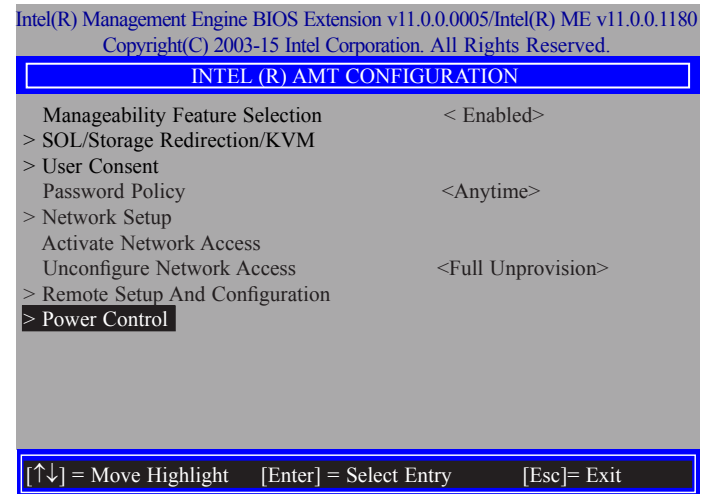 Intel(R) Management Engine BIOS Extension v11.0.0.0005/Intel(R) ME v11.0.0.1180
Copyright(C) 2003-15 Intel Corporation. All Rights Reserved.
INTEL (R) AMT CONFIGURATION
Manageability Feature Selection < Enabled>
> SOL/Storage Redirection/KVM
> User Consent
Password Policy <Anytime>
> Network Setup
Activate Network Access
Unconfigure Network Access <Full Unprovision>
> Remote Setup And Configuration
> Power Control
[↑↓] = Move Highlight [Enter] = Select Entry [Esc]= Exit